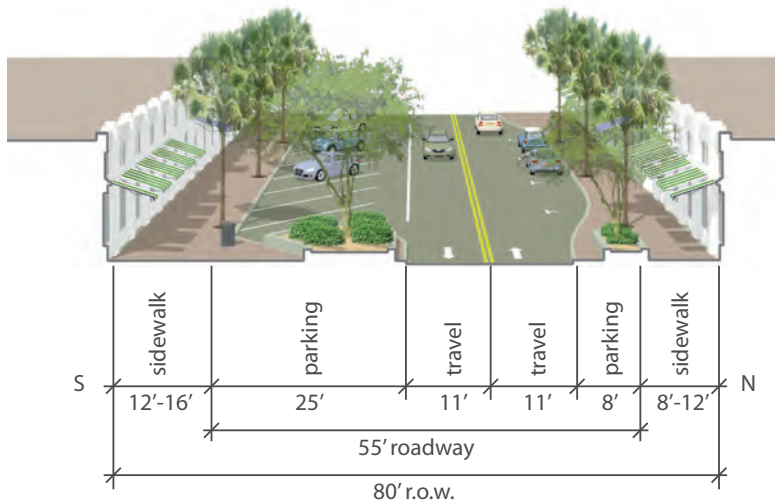 sidewalk
parking
travel
travel
parking
sidewalk
S
N
12’-16’
25’
11’
11’
8’
8’-12’
55’ roadway
80’ r.o.w.